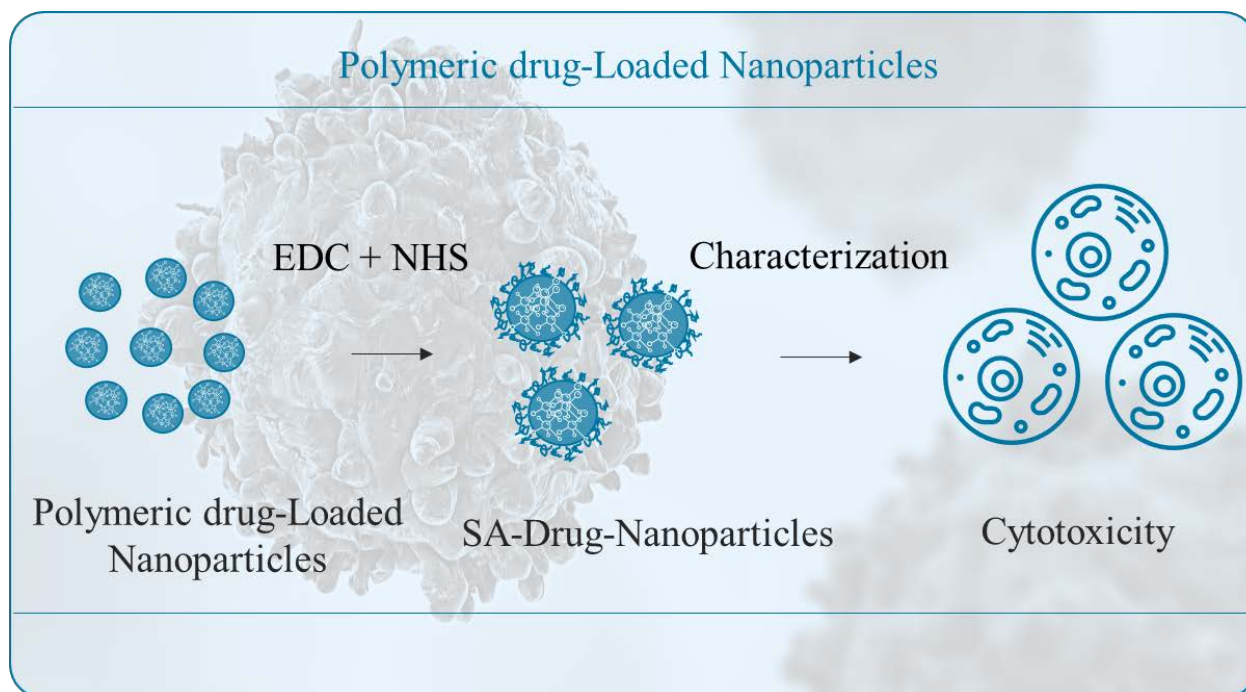 Polymeric drug-Loaded Nanoparticles
EDC + NHS
Characterization
Polymeric drug-Loaded
Nanoparticles
SA-Drug-Nanoparticles
Cytotoxicity